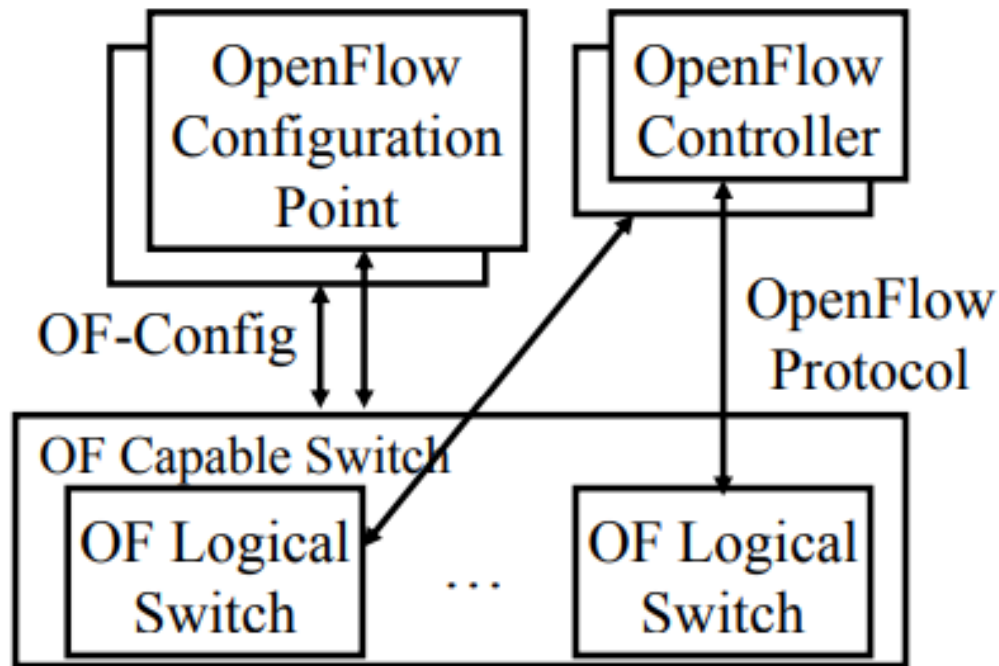 OpenFlow
Configuration
Point
OpenFlow
Controller
OF-Config
OpenFlow
Protocol
OF Capable Switch
OF Logical
Switch
…
OF Logical
Switch